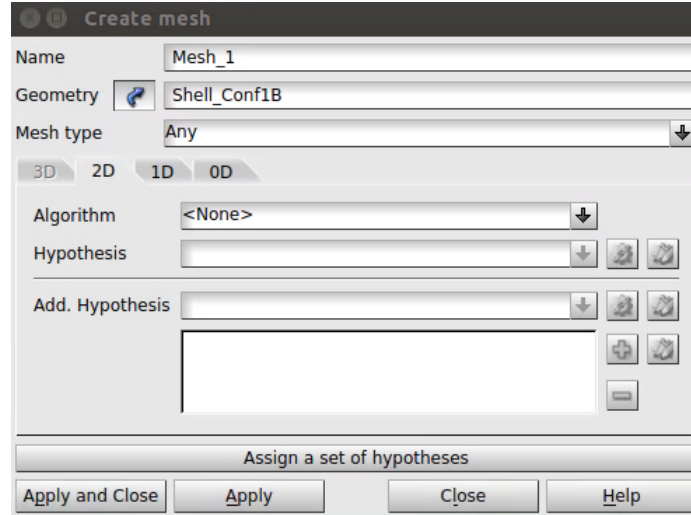 Create mesh
Name Mesh_1
Geometry Shell_Conf1B
Mesh type Any
3D 2D 1D 0D
Algorithm <None>
Hypothesis
Add. Hypothesis
Assign a set of hypotheses
Apply and Close Apply Close Help